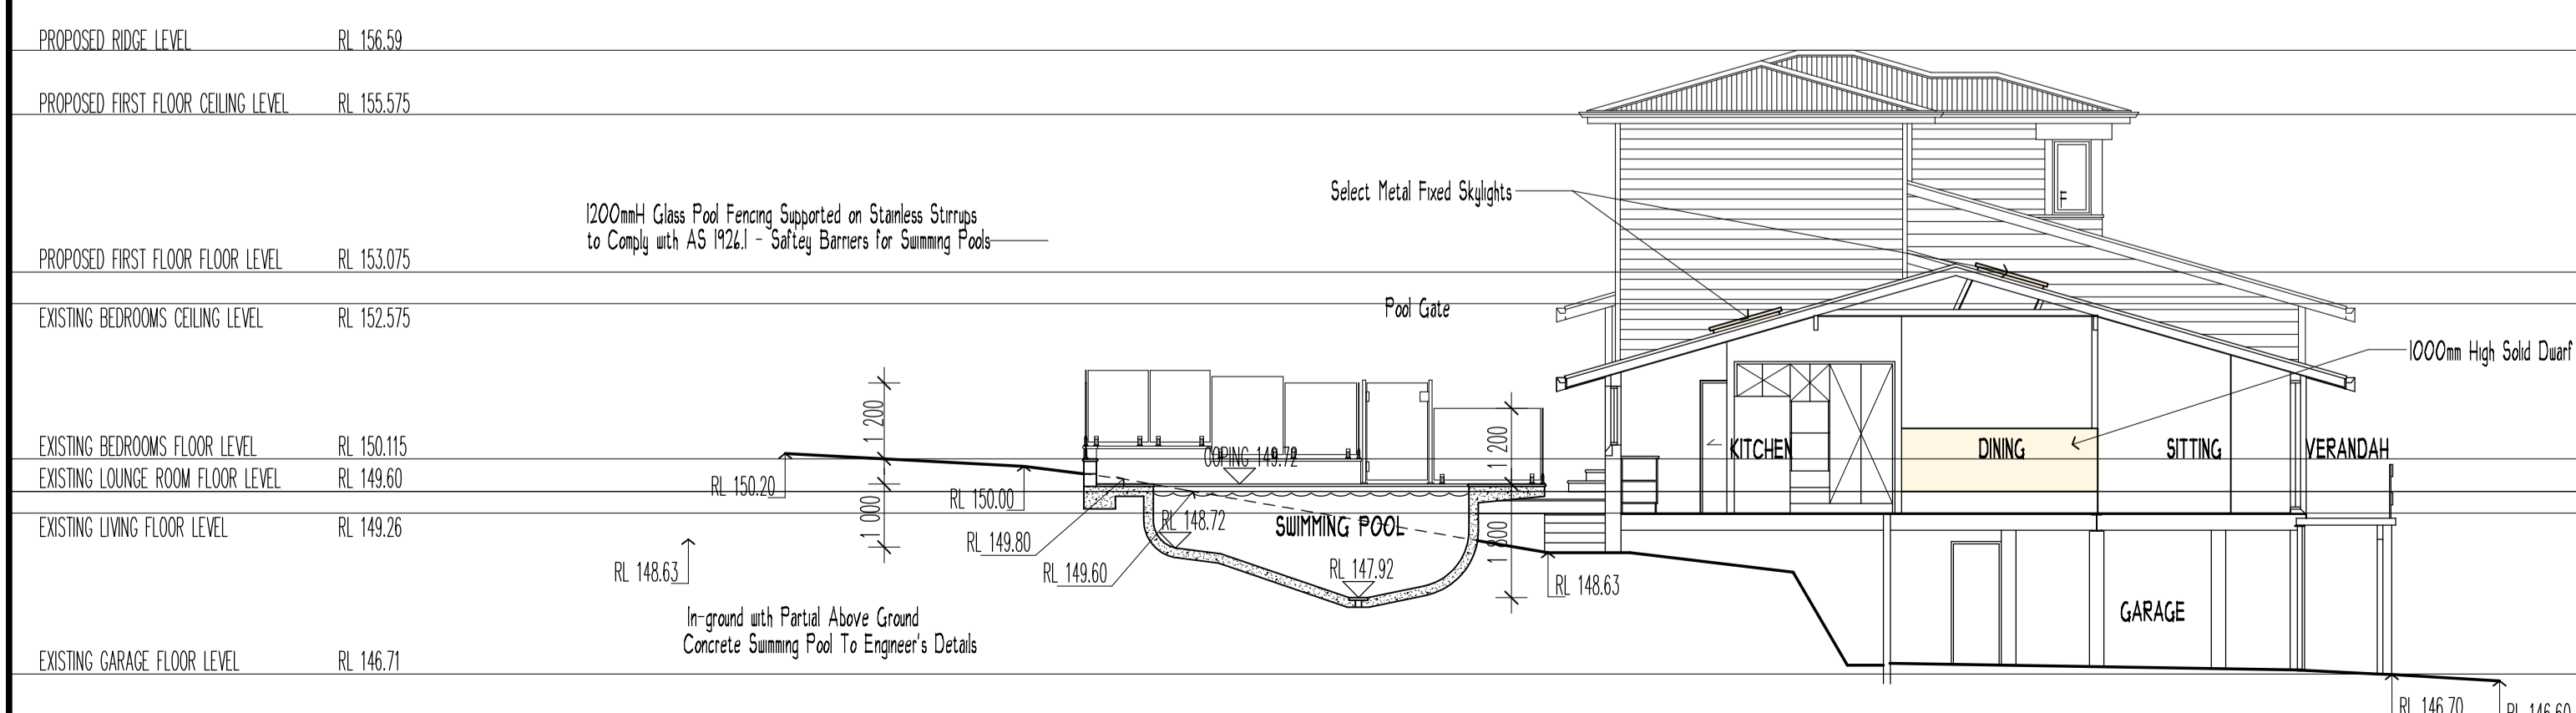 PROPOSED RIDGE LEVEL RL 156.59
PROPOSED FIRST FLOOR CEILING LEVEL RL 155.575
Select Metal Fixed Skylights
1200mmH Glass Pool Fencing Supported on Stainless Stirrups
to Comply with AS 1926.1 - Saftey Barriers for Swimming Pools
PROPOSED FIRST FLOOR FLOOR LEVEL RL 153.075
Pool Gate
EXISTING BEDROOMS CEILING LEVEL RL 152.575
1000mm High Solid Dwarf
1 200
1 200
EXISTING BEDROOMS FLOOR LEVEL RL 150.115
COPING 149.72
KITCHEN
DINING
SITTING
VERANDAH
EXISTING LOUNGE ROOM FLOOR LEVEL RL 149.60
RL 150.20
RL 150.00
1 000
EXISTING LIVING FLOOR LEVEL RL 149.26
RL 148.72
SWIMMING POOL
RL 149.80
1 800
RL 148.63
RL 149.60
RL 147.92
RL 148.63
GARAGE
In-ground with Partial Above Ground
Concrete Swimming Pool To Engineer's Details
EXISTING GARAGE FLOOR LEVEL RL 146.71
RL 146.70
RL 146.60